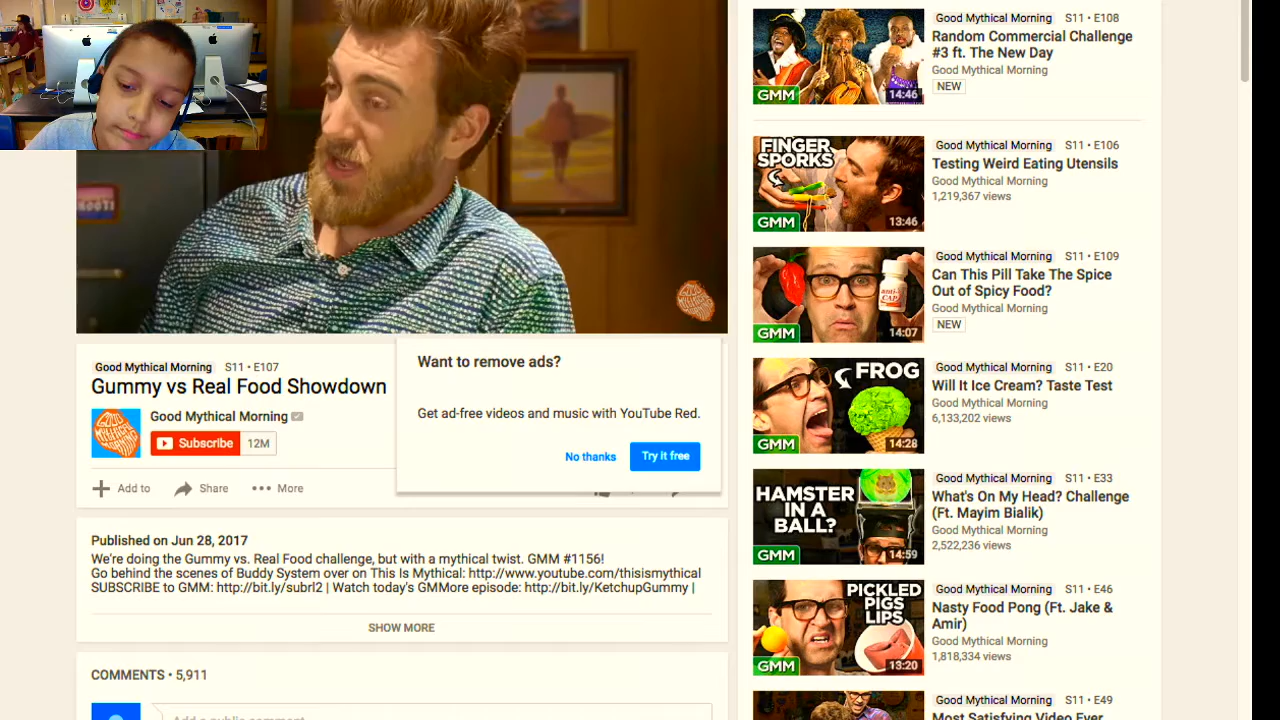 GOOD MYTHICAL MORNING
Good Mythical Morning S11 • E107
Gummy vs Real Food Showdown
Good Mythical Morning
Subscribe 12M
Add to Share More
Want to remove ads?
Get ad-free videos and music with YouTube Red.
No thanks Try it free
Published on Jun 28, 2017
We're doing the Gummy vs. Real Food challenge, but with a mythical twist. GMM #1156!
Go behind the scenes of Buddy System over on This Is Mythical: http://www.youtube.com/thisismythical
SUBSCRIBE to GMM: http://bit.ly/subrl2 | Watch today's GMMore episode: http://bit.ly/KetchupGummy |
SHOW MORE
COMMENTS • 5,911
Add a public comment...
GMM 14:46
Good Mythical Morning S11 • E108
Random Commercial Challenge
#3 ft. The New Day
Good Mythical Morning
NEW
FINGER
SPORKS
GMM 13:46
Good Mythical Morning S11 • E106
Testing Weird Eating Utensils
Good Mythical Morning
1,219,367 views
anti-
CAP
GMM 14:07
Good Mythical Morning S11 • E109
Can This Pill Take The Spice
Out of Spicy Food?
Good Mythical Morning
NEW
FROG
GMM 14:28
Good Mythical Morning S11 • E20
Will It Ice Cream? Taste Test
Good Mythical Morning
6,133,202 views
HAMSTER
IN A
BALL?
GMM 14:59
Good Mythical Morning S11 • E33
What's On My Head? Challenge
(Ft. Mayim Bialik)
Good Mythical Morning
2,522,236 views
PICKLED
PIGS
LIPS
GMM 13:20
Good Mythical Morning S11 • E46
Nasty Food Pong (Ft. Jake &
Amir)
Good Mythical Morning
1,818,334 views
Good Mythical Morning S11 • E49
Most Satisfying Video Ever